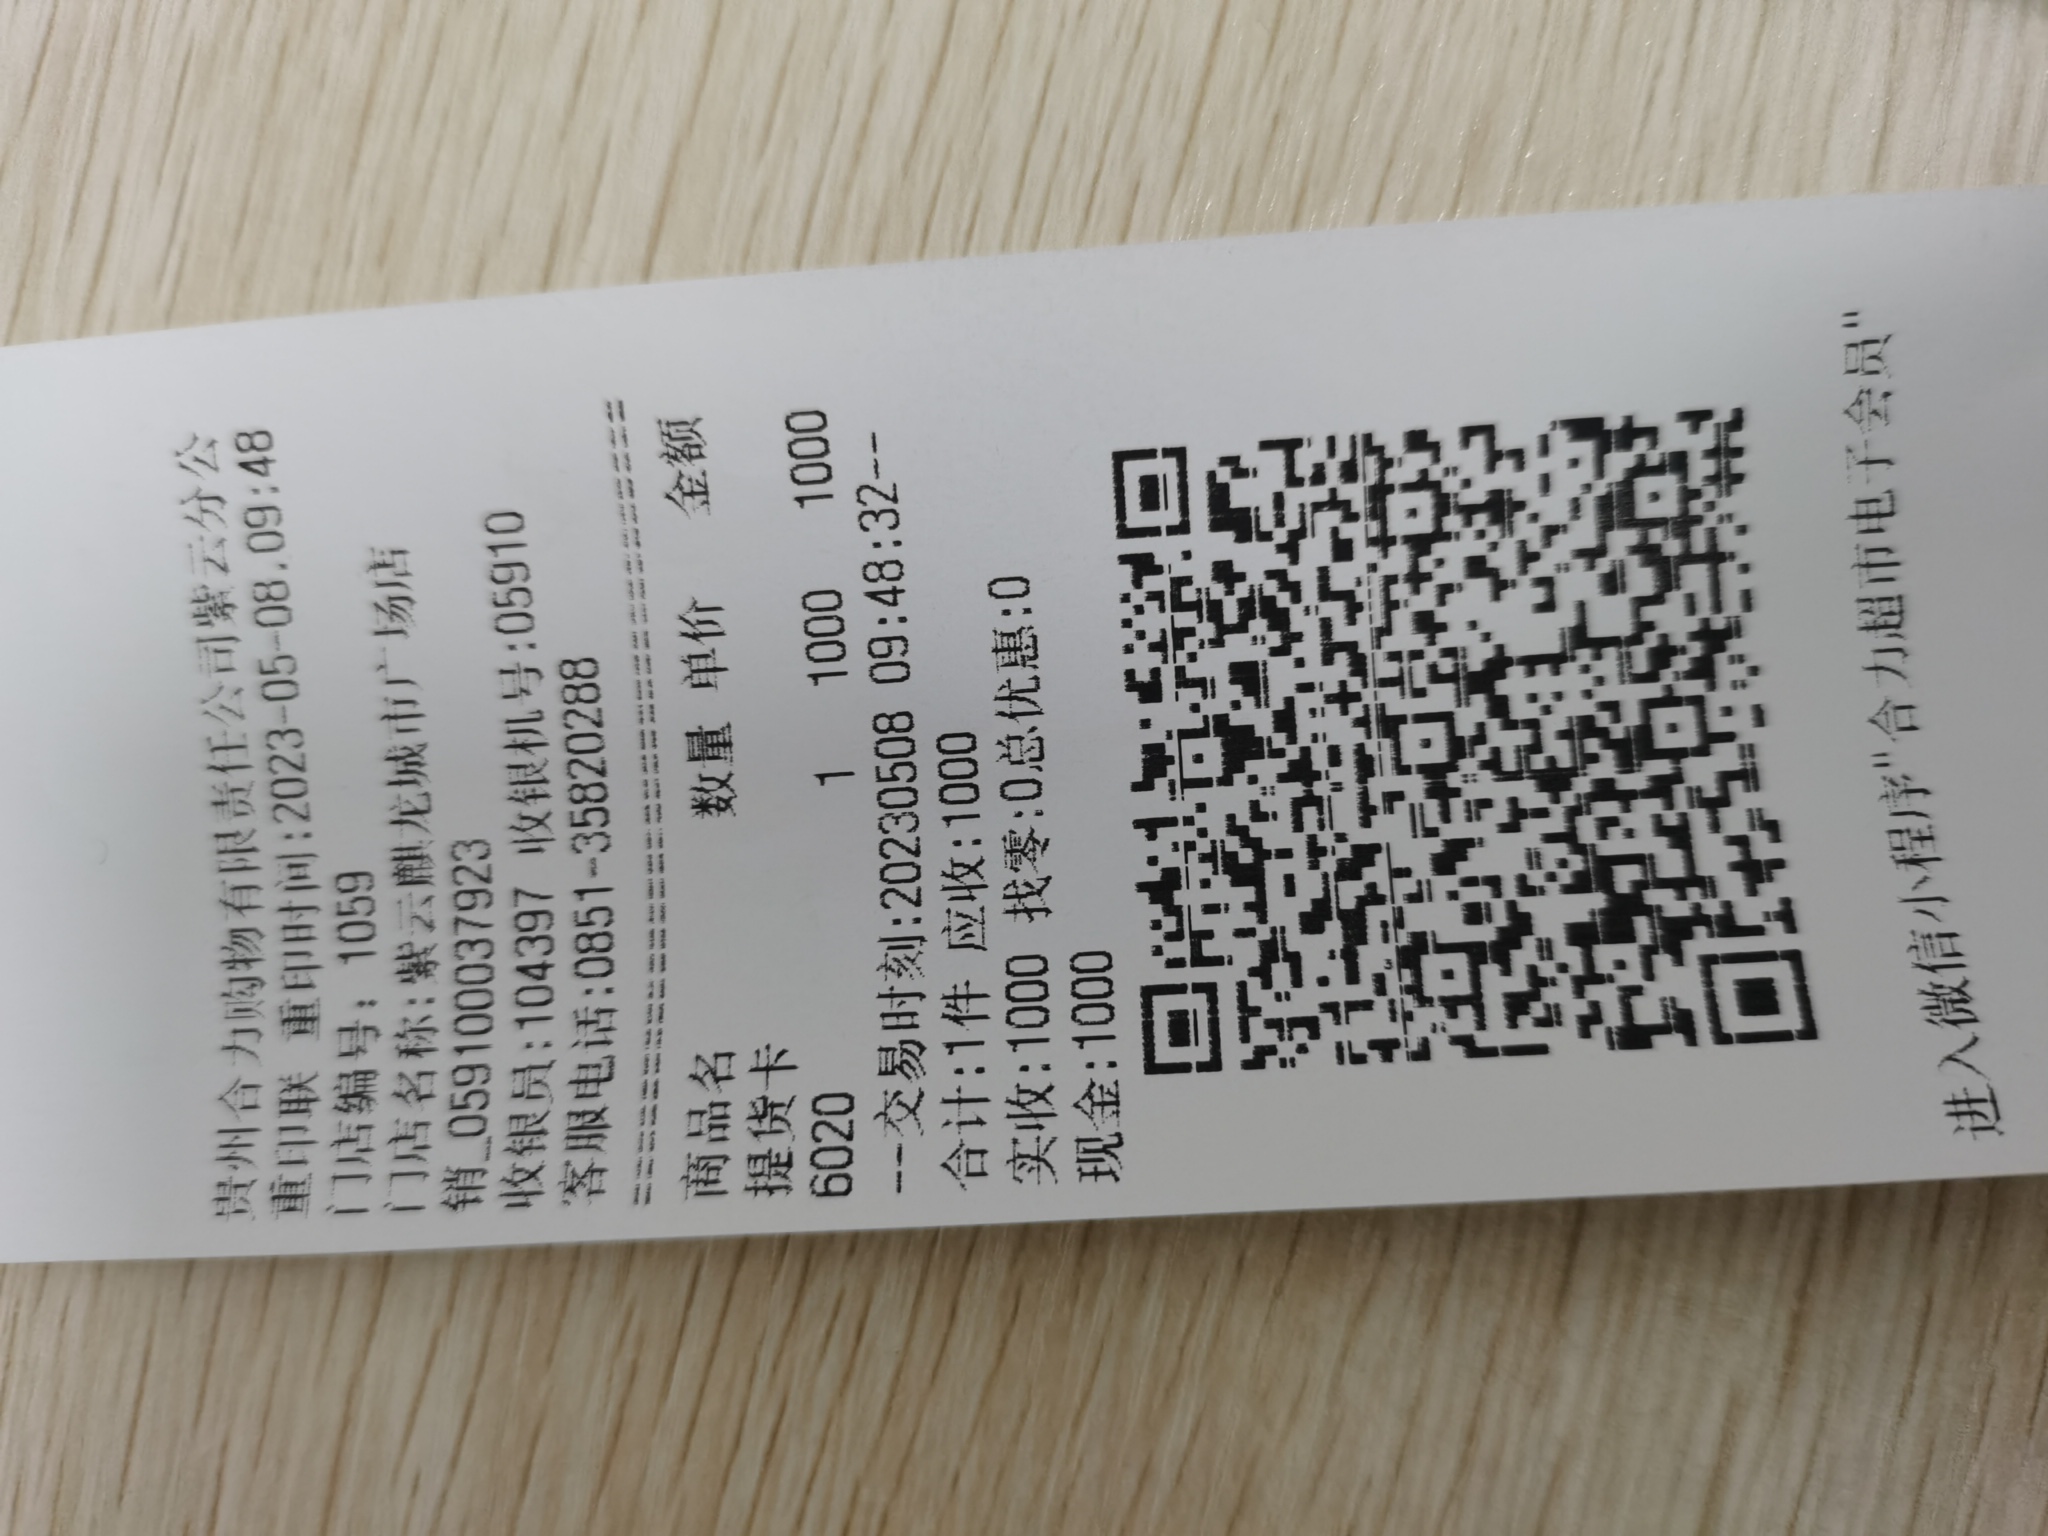 贵州合力购物有限责任公司紫云分公
重印联 重印时间:2023-05-08.09:48
门店编号: 1059
门店名称:紫云麒龙城市广场店
销_0591000037923
收银员:104397 收银机号:05910
客服电话:0851-35820288
================================
商品名 数量 单价 金额
提货卡
6020 1 1000 1000
---交易时刻:20230508 09:48:32--
合计:1件 应收:1000
实收:1000 找零:0总优惠:0
现金:1000
进入微信小程序"合力超市电子会员"